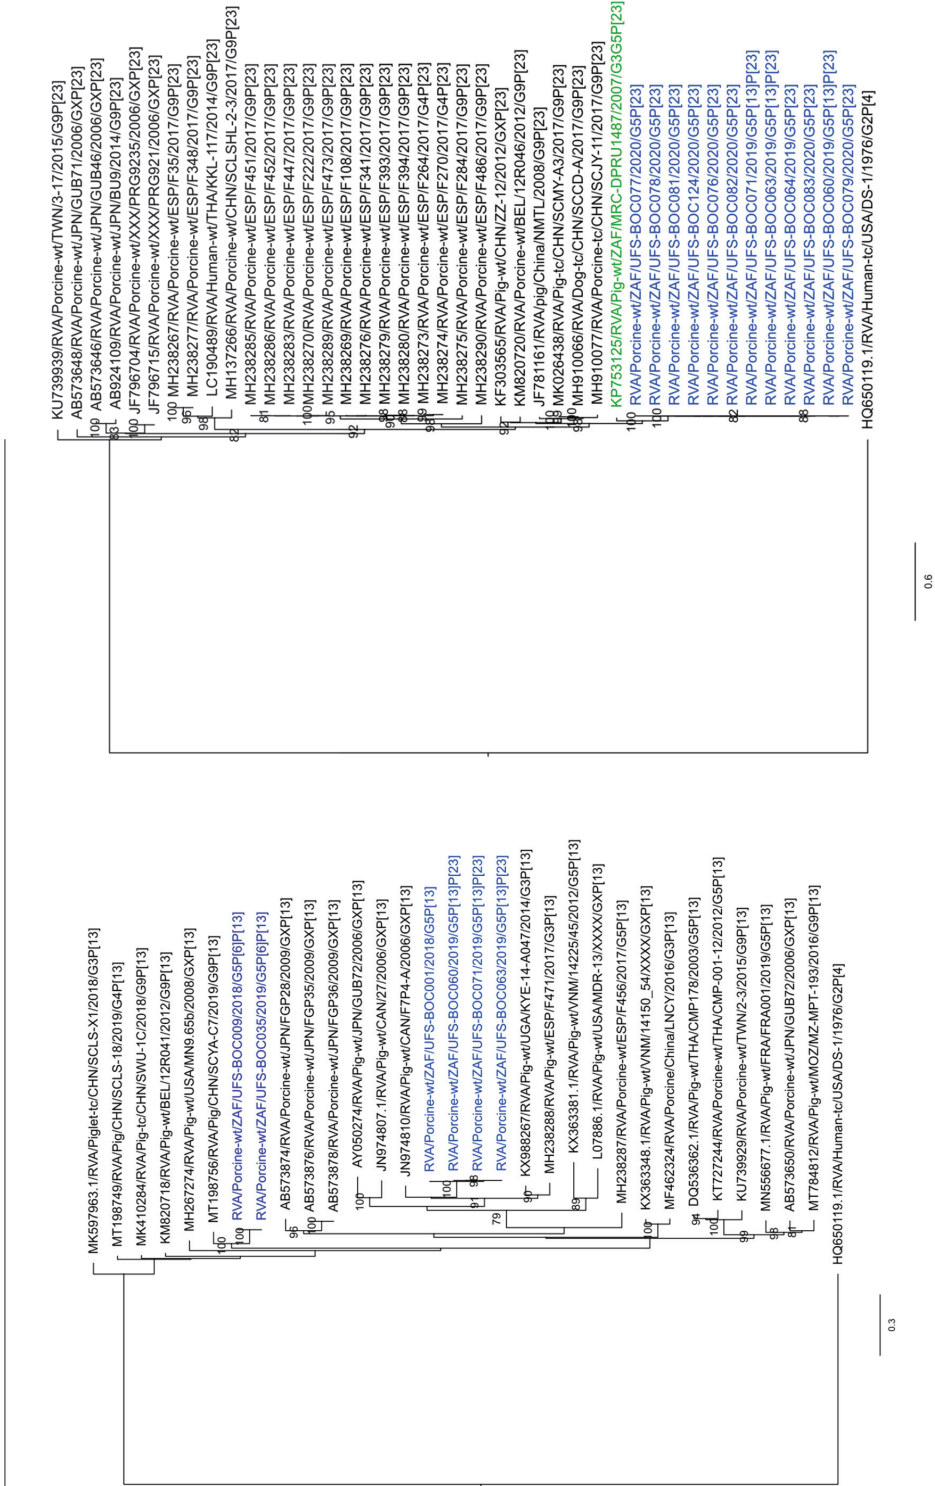 KU739939/RVA/Porcine-wt/TWN/3-17/2015/G9P[23]
AB573648/RVA/Porcine-wt/JPN/GUB71/2006/GXP[23]
AB573646/RVA/Porcine-wt/JPN/GUB46/2006/GXP[23]
AB924109/RVA/Porcine-wt/JPN/BU9/2014/G9P[23]
JF796704/RVA/Porcine-wt/XXX/PRG9235/2006/GXP[23]
JF796715/RVA/Porcine-wt/XXX/PRG921/2006/GXP[23]
MH238267/RVA/Porcine-wt/ESP/F335/2017/G9P[23]
MH238277/RVA/Porcine-wt/ESP/F348/2017/G9P[23]
LC190489/RVA/Human-wt/THA/KKL-117/2014/G9P[23]
MH137266/RVA/Porcine-wt/CHN/SCLSHL-2-3/2017/G9P[23]
MH238285/RVA/Porcine-wt/ESP/F451/2017/G9P[23]
MH238286/RVA/Porcine-wt/ESP/F452/2017/G9P[23]
MH238283/RVA/Porcine-wt/ESP/F447/2017/G9P[23]
MH238270/RVA/Porcine-wt/ESP/F222/2017/G9P[23]
MH238289/RVA/Porcine-wt/ESP/F473/2017/G9P[23]
MH238269/RVA/Porcine-wt/ESP/F108/2017/G9P[23]
MH238276/RVA/Porcine-wt/ESP/F341/2017/G9P[23]
MH238279/RVA/Porcine-wt/ESP/F393/2017/G9P[23]
MH238280/RVA/Porcine-wt/ESP/F394/2017/G9P[23]
MH238273/RVA/Porcine-wt/ESP/F264/2017/G4P[23]
MH238274/RVA/Porcine-wt/ESP/F270/2017/G4P[23]
MH238275/RVA/Porcine-wt/ESP/F284/2017/G9P[23]
MH238290/RVA/Porcine-wt/ESP/F486/2017/G9P[23]
KF303565/RVA/Pig-wt/CHN/ZZ-12/2012/GXP[23]
KM820720/RVA/Porcine-wt/BEL/12R046/2012/G9P[23]
JF781161/RVA/pig/China/NMTL/2008/G9P[23]
MK026438/RVA/Pig-tc/CHN/SCMY-A3/2017/G9P[23]
MH910066/RVA/Dog-tc/CHN/SCCD-A/2017/G9P[23]
MH910077/RVA/Porcine-tc/CHN/SCJY-11/2017/G9P[23]
KP753125/RVA/Pig-wt/ZAF/MRC-DPRU1487/2007/G3G5P[23]
RVA/Porcine-wt/ZAF/UFS-BOC077/2020/G5P[23]
RVA/Porcine-wt/ZAF/UFS-BOC078/2020/G5P[23]
RVA/Porcine-wt/ZAF/UFS-BOC081/2020/G5P[23]
RVA/Porcine-wt/ZAF/UFS-BOC124/2020/G5P[23]
RVA/Porcine-wt/ZAF/UFS-BOC076/2020/G5P[23]
RVA/Porcine-wt/ZAF/UFS-BOC082/2020/G5P[23]
RVA/Porcine-wt/ZAF/UFS-BOC071/2019/G5P[13]P[23]
RVA/Porcine-wt/ZAF/UFS-BOC063/2019/G5P[13]P[23]
RVA/Porcine-wt/ZAF/UFS-BOC064/2019/G5P[23]
RVA/Porcine-wt/ZAF/UFS-BOC083/2020/G5P[23]
RVA/Porcine-wt/ZAF/UFS-BOC060/2019/G5P[13]P[23]
RVA/Porcine-wt/ZAF/UFS-BOC079/2020/G5P[23]
HQ650119.1/RVA/Human-tc/USA/DS-1/1976/G2P[4]
100
100
100
98
82
81
100
95
92
92
100
100
82
88
0.6
MK597963.1/RVA/Piglet-tc/CHN/SCLS-X1/2018/G3P[13]
MT198749/RVA/Pig/CHN/SCLS-18/2019/G4P[13]
MK410284/RVA/Pig-tc/CHN/SWU-1C/2018/G9P[13]
KM820718/RVA/Pig-wt/BEL/12R041/2012/G9P[13]
MH267274/RVA/Pig-wt/USA/MN9.65b/2008/GXP[13]
MT198756/RVA/Pig/CHN/SCYA-C7/2019/G9P[13]
RVA/Porcine-wt/ZAF/UFS-BOC009/2018/G5P[6]P[13]
RVA/Porcine-wt/ZAF/UFS-BOC035/2019/G5P[6]P[13]
AB573874/RVA/Porcine-wt/JPN/FGP28/2009/GXP[13]
AB573876/RVA/Porcine-wt/JPN/FGP35/2009/GXP[13]
AB573878/RVA/Porcine-wt/JPN/FGP36/2009/GXP[13]
AY050274/RVA/Pig-wt/JPN/GUB72/2006/GXP[13]
JN974807.1/RVA/Pig-wt/CAN/27/2006/GXP[13]
JN974810/RVA/Pig-wt/CAN/F7P4-A/2006/GXP[13]
RVA/Porcine-wt/ZAF/UFS-BOC001/2018/G5P[13]
RVA/Porcine-wt/ZAF/UFS-BOC060/2019/G5P[13]P[23]
RVA/Porcine-wt/ZAF/UFS-BOC071/2019/G5P[13]P[23]
RVA/Porcine-wt/ZAF/UFS-BOC063/2019/G5P[13]P[23]
KX988267/RVA/Pig-wt/UGA/KYE-14-A047/2014/G3P[13]
MH238288/RVA/Pig-wt/ESP/F471/2017/G3P[13]
KX363381.1/RVA/Pig-wt/VNM/14225/45/2012/G5P[13]
L07886.1/RVA/Pig-wt/USA/MDR-13/XXXX/GXP[13]
MH238287/RVA/Porcine-wt/ESP/F456/2017/G5P[13]
KX363348.1/RVA/Pig-wt/VNM/14150_54/XXXX/GXP[13]
MF462324/RVA/Porcine/China/LNCY/2016/G3P[13]
DQ536362.1/RVA/Pig-wt/THA/CMP178/2003/G5P[13]
KT727244/RVA/Porcine-wt/THA/CMP-001-12/2012/G5P[13]
KU739929/RVA/Porcine-wt/TWN/2-3/2015/G9P[13]
MN556677.1/RVA/Pig-wt/FRA/FRA001/2019/G5P[13]
AB573650/RVA/Porcine-wt/JPN/GUB72/2006/GXP[13]
MT784812/RVA/Pig-wt/MOZ/MZ-MPT-193/2016/G9P[13]
HQ650119.1/RVA/Human-tc/USA/DS-1/1976/G2P[4]
100
100
96
100
100
100
91
98
79
90
89
100
94
100
99
98
81
0.3